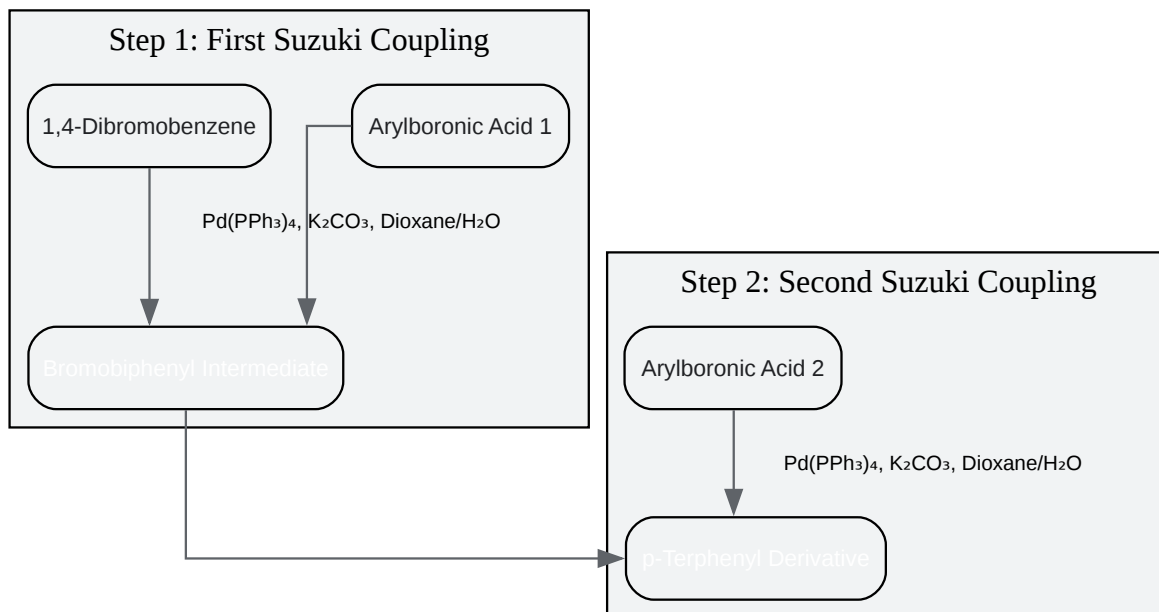 Step 1: First Suzuki Coupling
1,4-Dibromobenzene
Arylboronic Acid 1
Pd(PPh₃)₄, K₂CO₃, Dioxane/H₂O
Bromobiphenyl Intermediate
Step 2: Second Suzuki Coupling
Arylboronic Acid 2
Pd(PPh₃)₄, K₂CO₃, Dioxane/H₂O
p-Terphenyl Derivative